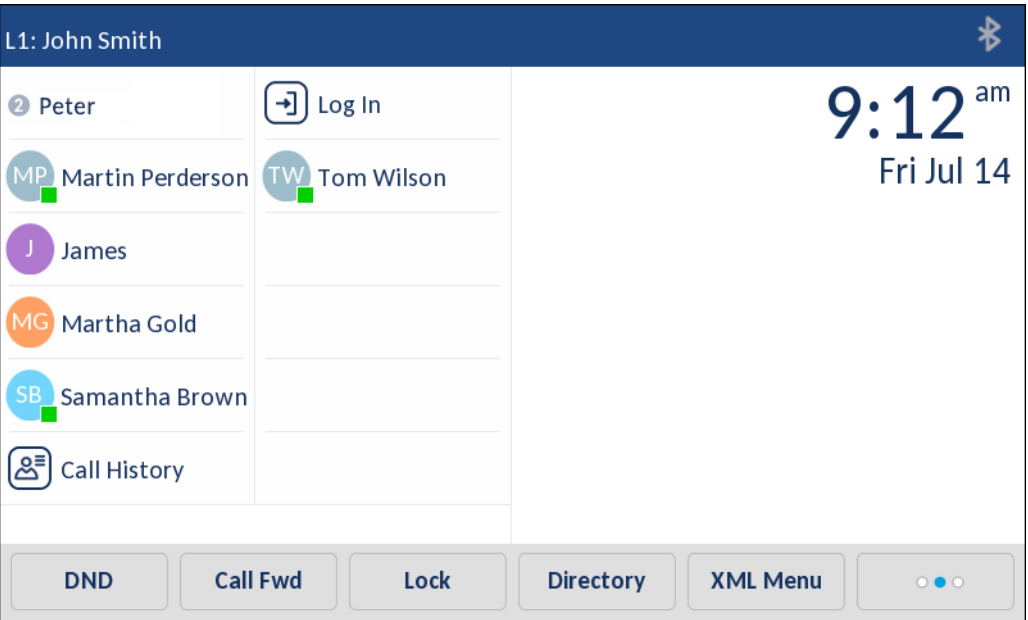 L1: John Smith
2 Peter
MP Martin Perderson
J James
MG Martha Gold
SB Samantha Brown
Call History
Log In
TW Tom Wilson
9:12 am
Fri Jul 14
DND Call Fwd Lock Directory XML Menu